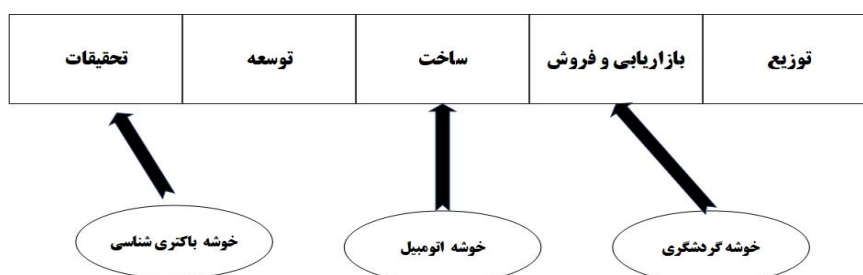 توزیع
بازاریابی و فروش
ساخت
توسعه
تحقیقات
خوشه گردشگری
خوشه اتومبیل
خوشه باکتری شناسی